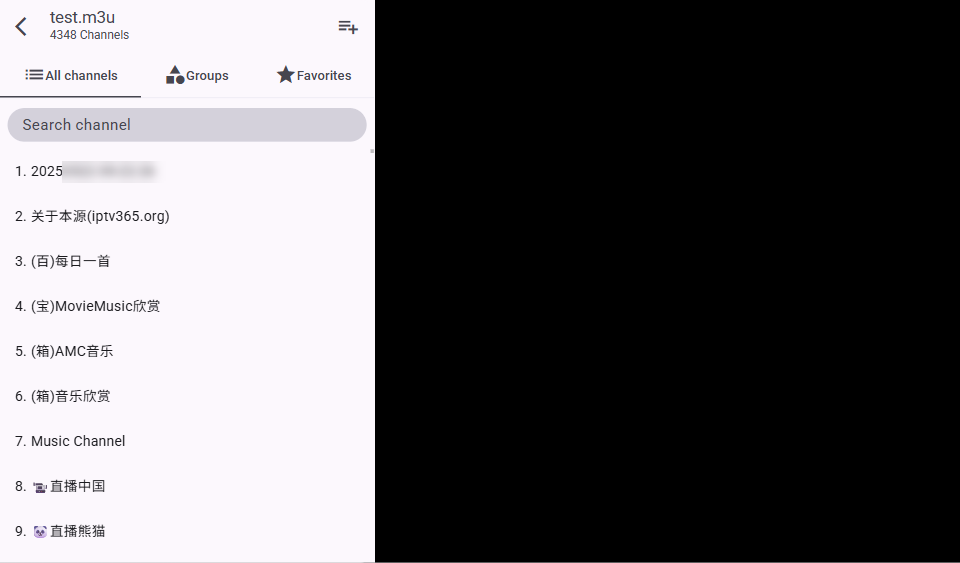 test.m3u
4348 Channels
All channels
Groups
Favorites
Search channel
1. 2025
2. 关于本源(iptv365.org)
3. (百)每日一首
4. (宝)MovieMusic欣赏
5. (箱)AMC音乐
6. (箱)音乐欣赏
7. Music Channel
8. 📹直播中国
9. 🐼直播熊猫